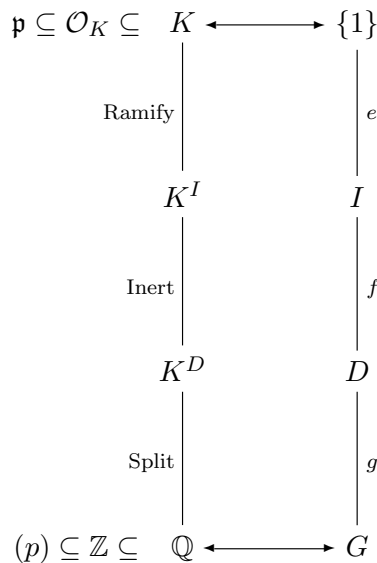 𝔭 ⊆ 𝒪_K ⊆ K {1}
Ramify e
K^I I
Inert f
K^D D
Split g
(p) ⊆ ℤ ⊆ ℚ G